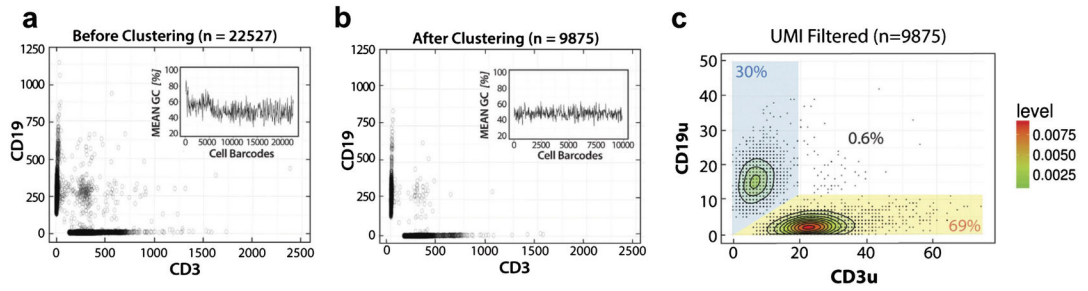 a
Before Clustering (n = 22527)
CD19
1250
1000
750
500
250
0
0 500 1000 1500 2000 2500
CD3
MEAN GC [%]
100
80
60
40
20
0 5000 10000 15000 20000
Cell Barcodes
b
After Clustering (n = 9875)
CD19
1250
1000
750
500
250
0
0 500 1000 1500 2000 2500
CD3
MEAN GC [%]
100
80
60
40
20
0 2500 5000 7500 10000
Cell Barcodes
c
UMI Filtered (n=9875)
CD19u
50
40
30
20
10
0
0 20 40 60
CD3u
30%
0.6%
69%
level
0.0075
0.0050
0.0025